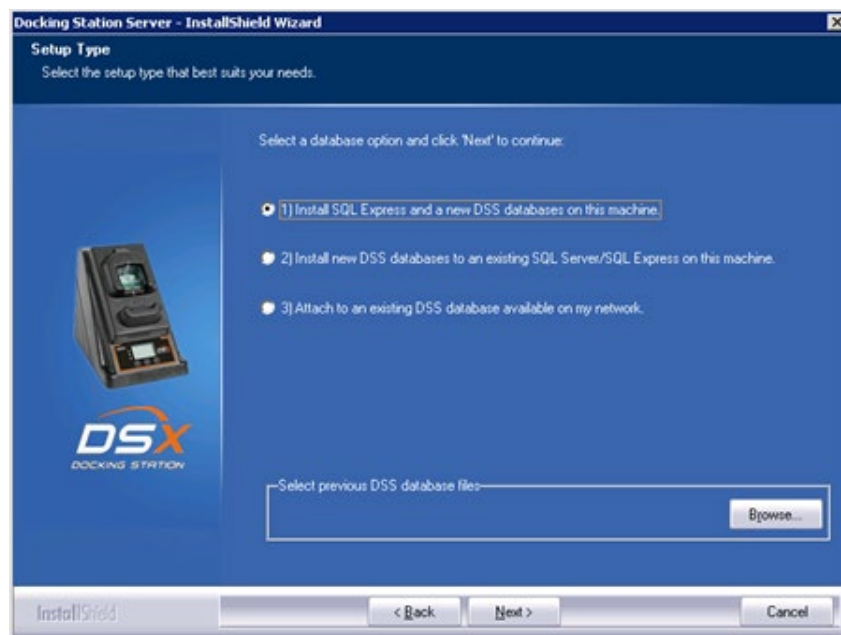 Docking Station Server - InstallShield Wizard
Setup Type
Select the setup type that best suits your needs.
Select a database option and click 'Next' to continue:
1) Install SQL Express and a new DSS databases on this machine.
2) Install new DSS databases to an existing SQL Server/SQL Express on this machine.
3) Attach to an existing DSS database available on my network.
DSX
DOCKING STATION
Select previous DSS database files
Browse...
InstallShield
< Back
Next >
Cancel